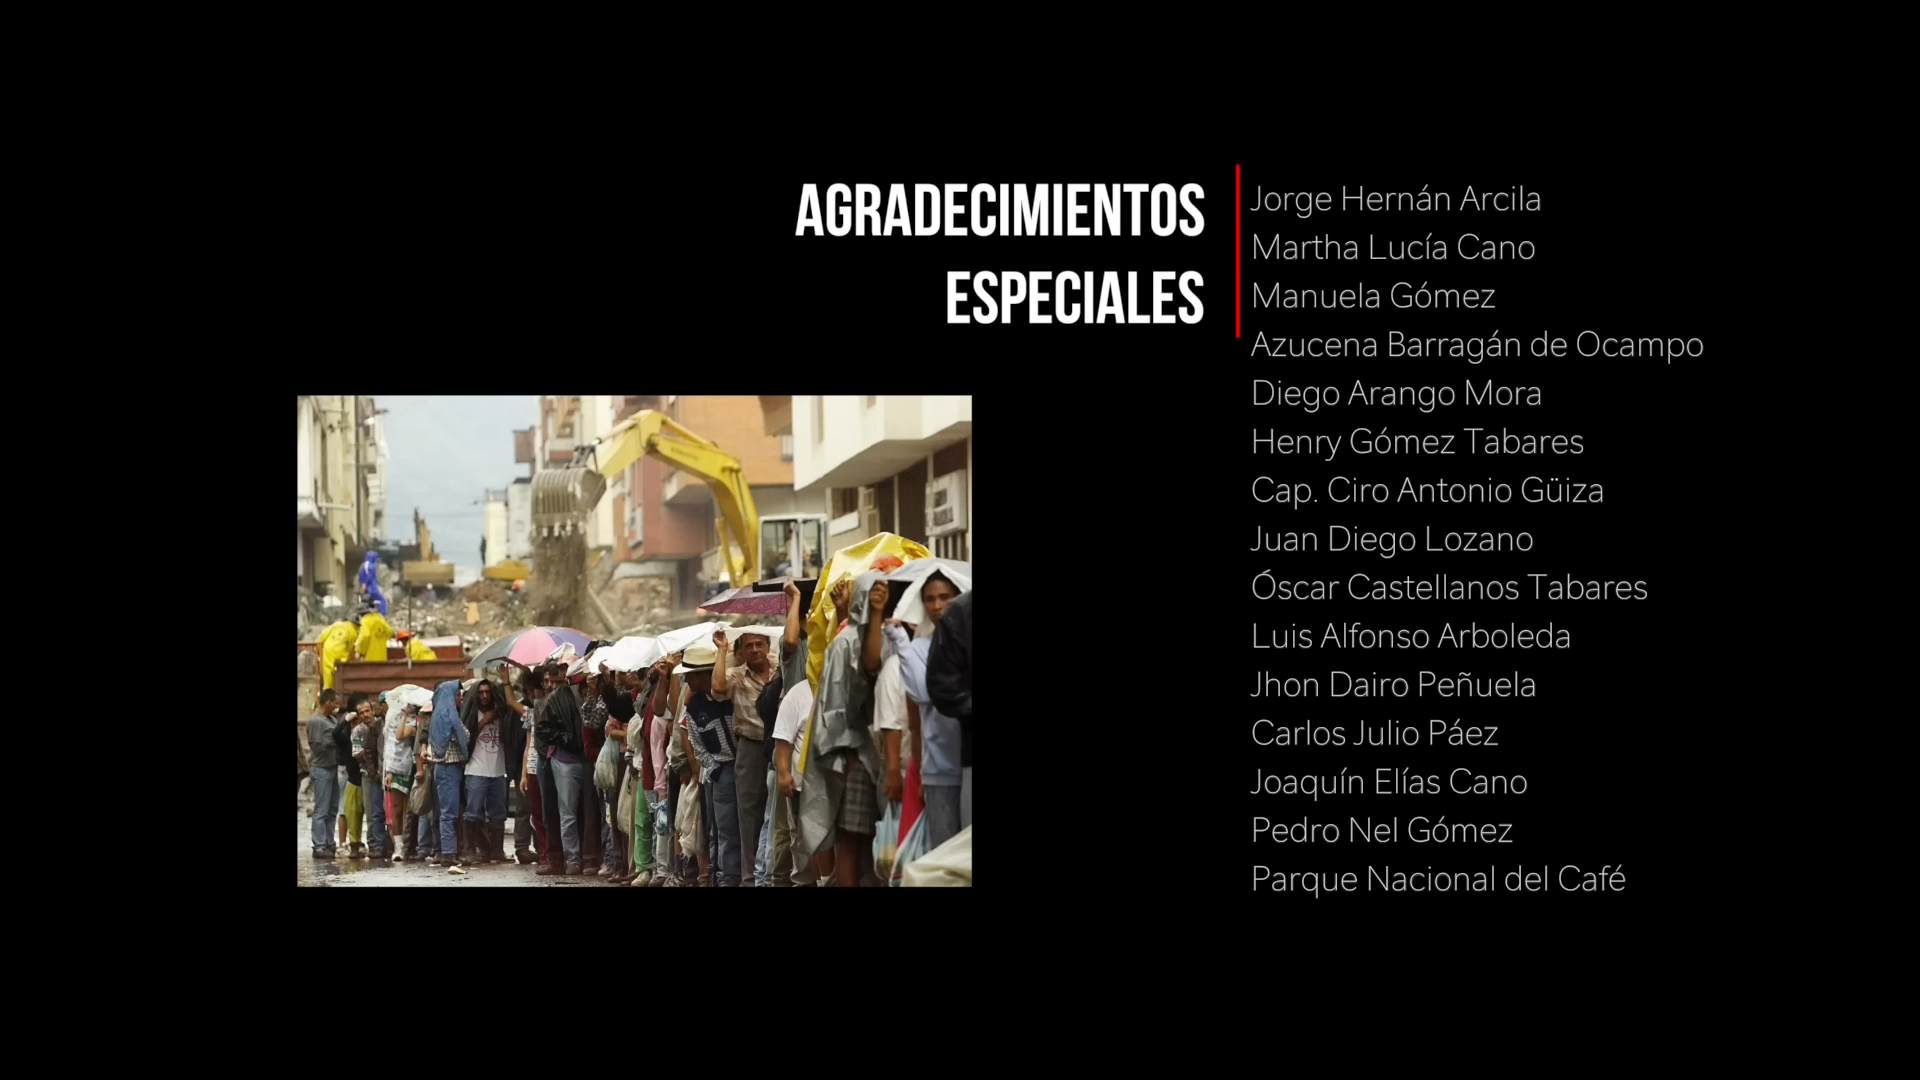 AGRADECIMIENTOS
ESPECIALES
Jorge Hernán Arcila
Martha Lucía Cano
Manuela Gómez
Azucena Barragán de Ocampo
Diego Arango Mora
Henry Gómez Tabares
Cap. Ciro Antonio Güiza
Juan Diego Lozano
Óscar Castellanos Tabares
Luis Alfonso Arboleda
Jhon Dairo Peñuela
Carlos Julio Páez
Joaquín Elías Cano
Pedro Nel Gómez
Parque Nacional del Café